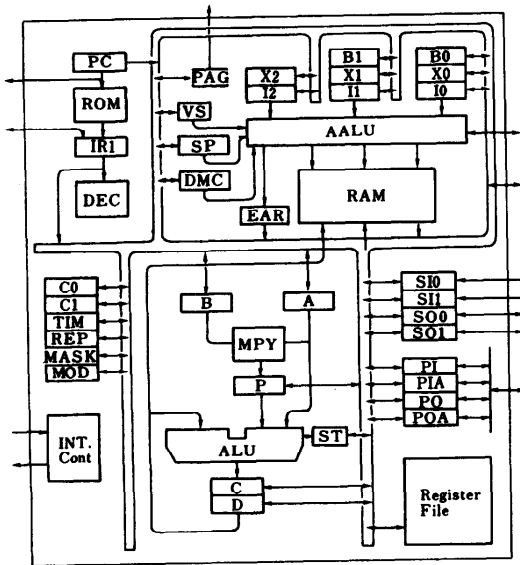 PC
ROM
IR1
DEC
PAG
VS
SP
DMC
EAR
X2
I2
B1
X1
I1
B0
X0
I0
AALU
RAM
C0
C1
TIM
REP
MASK
MOD
INT.
Cont
B
A
MPY
P
ALU
ST
C
D
SI0
SI1
SO0
SO1
PI
PIA
PO
POA
Register
File